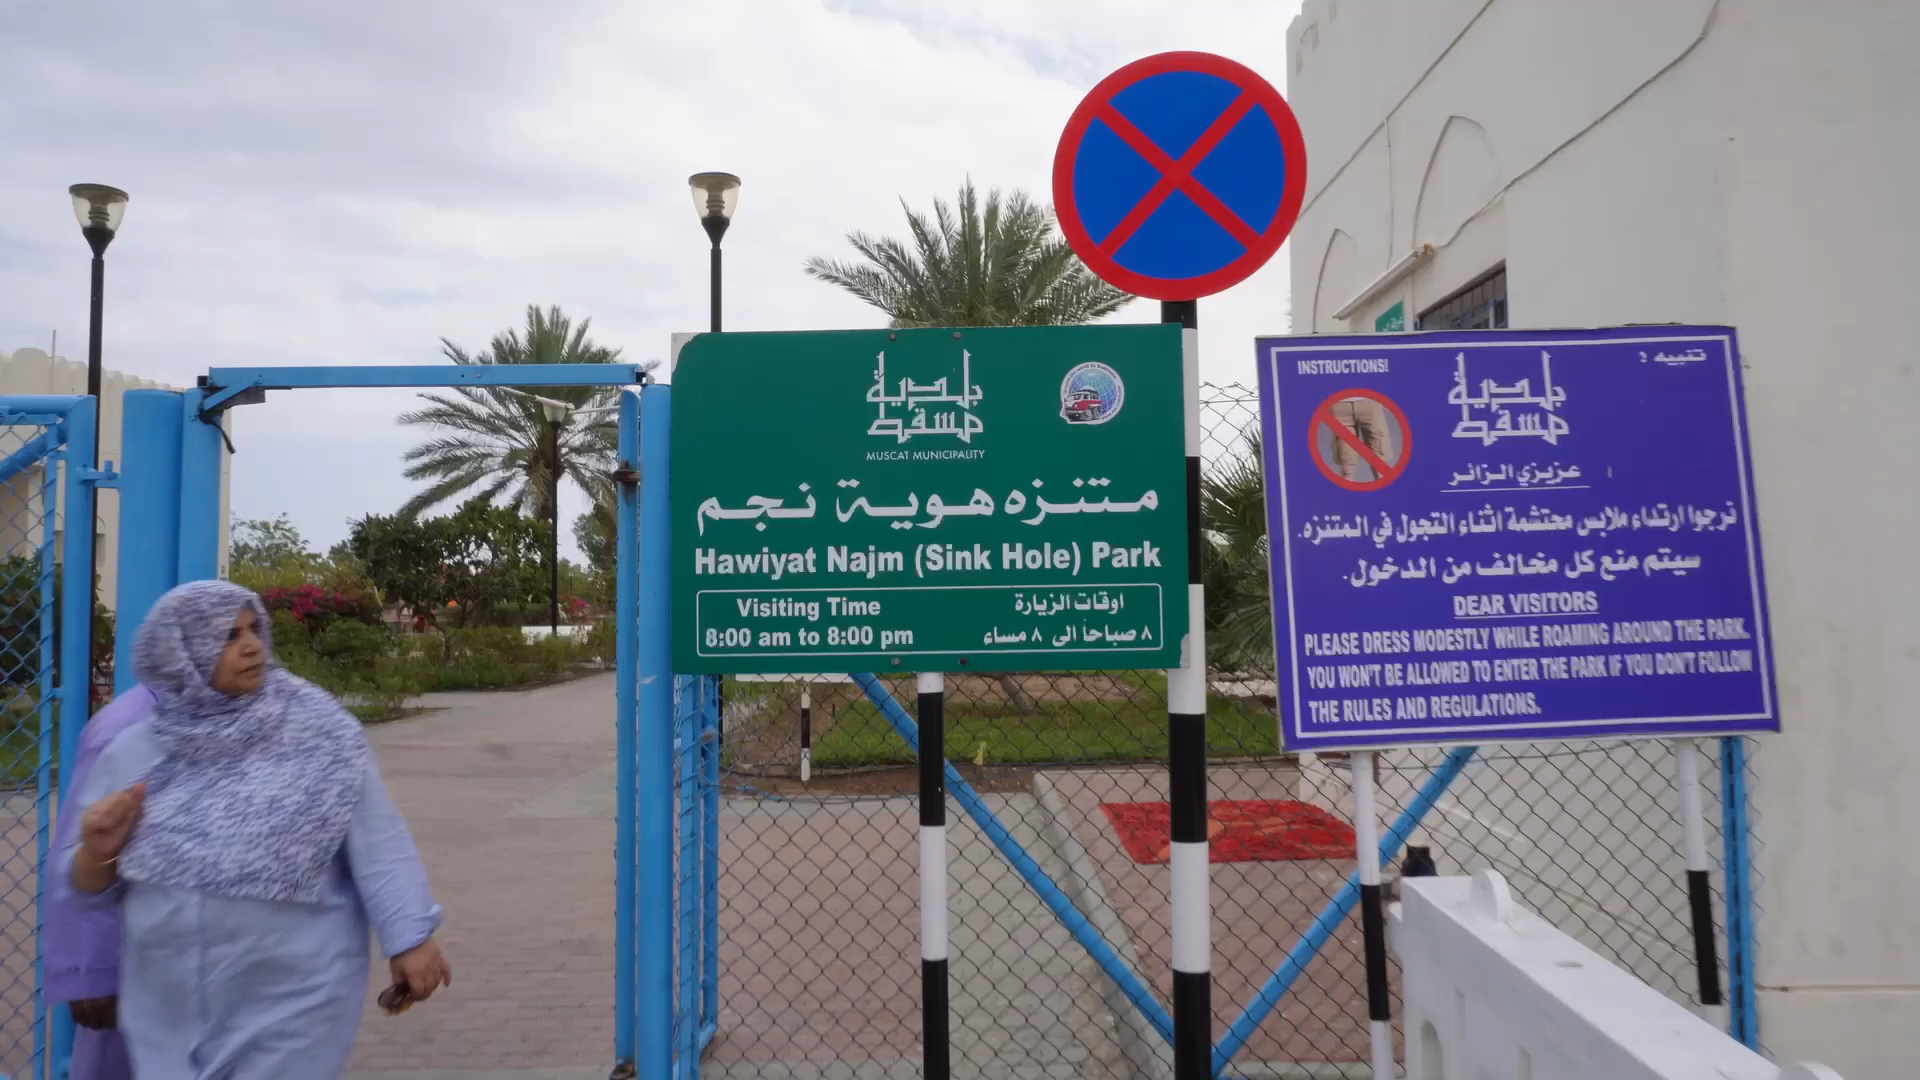 بلدية
مسقط
MUSCAT MUNICIPALITY
متنزه هوية نجم
Hawiyat Najm (Sink Hole) Park
Visiting Time
8:00 am to 8:00 pm
اوقات الزيارة
٨ صباحاً الى ٨ مساء
INSTRUCTIONS!
تنبيه !
بلدية
مسقط
عزيزي الزائر
نرجوا ارتداء ملابس محتشمة اثناء التجول في المتنزه.
سيتم منع كل مخالف من الدخول.
DEAR VISITORS
PLEASE DRESS MODESTLY WHILE ROAMING AROUND THE PARK.
YOU WON'T BE ALLOWED TO ENTER THE PARK IF YOU DON'T FOLLOW
THE RULES AND REGULATIONS.